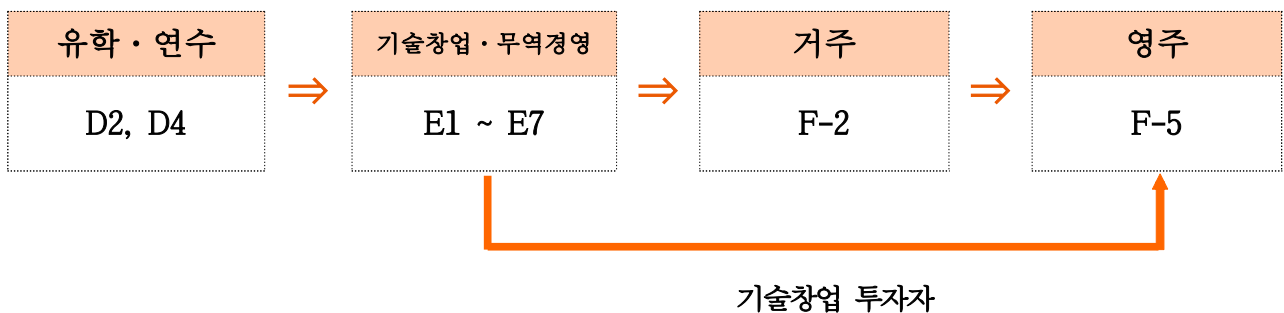 유학·연수
D2, D4
⇒
기술창업·무역경영
E1 ~ E7
⇒
거주
F-2
⇒
영주
F-5
기술창업 투자자